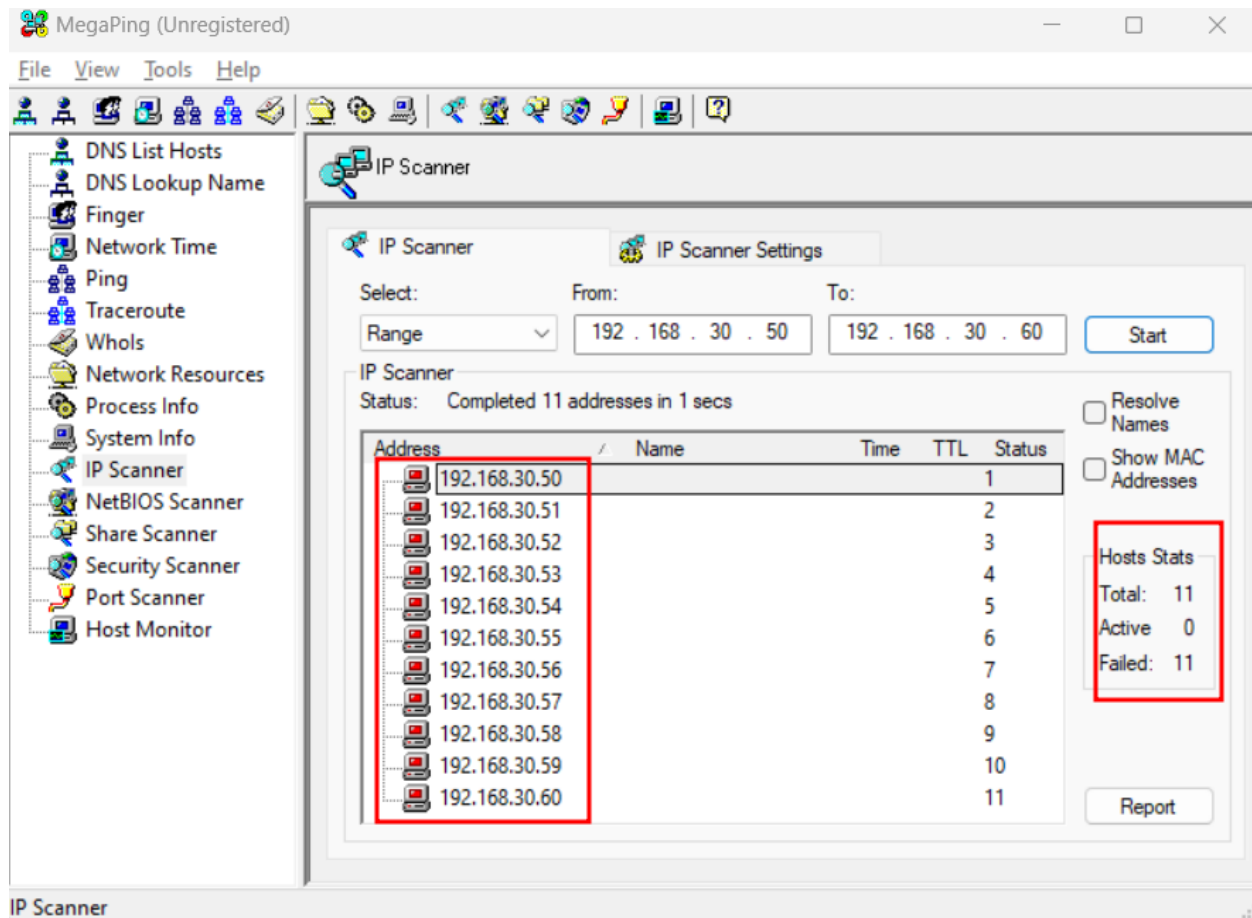 MegaPing (Unregistered)
File View Tools Help
DNS List Hosts
DNS Lookup Name
Finger
Network Time
Ping
Traceroute
WhoIs
Network Resources
Process Info
System Info
IP Scanner
NetBIOS Scanner
Share Scanner
Security Scanner
Port Scanner
Host Monitor
IP Scanner
IP Scanner IP Scanner Settings
Select: From: To:
Range 192 . 168 . 30 . 50 192 . 168 . 30 . 60 Start
IP Scanner
Status: Completed 11 addresses in 1 secs
Resolve
Names
Show MAC
Addresses
Address Name Time TTL Status
192.168.30.50 1
192.168.30.51 2
192.168.30.52 3
192.168.30.53 4
192.168.30.54 5
192.168.30.55 6
192.168.30.56 7
192.168.30.57 8
192.168.30.58 9
192.168.30.59 10
192.168.30.60 11
Hosts Stats
Total: 11
Active 0
Failed: 11
Report
IP Scanner